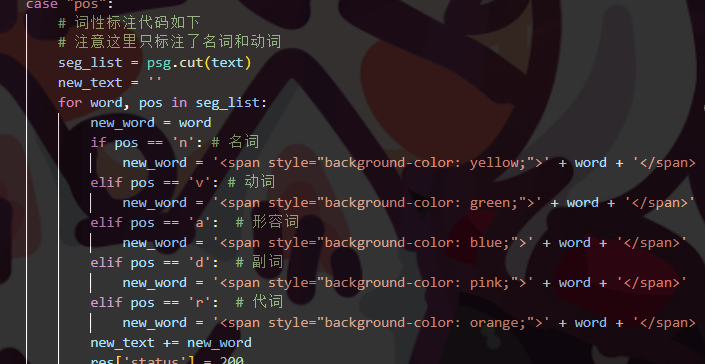 case "pos":
# 词性标注代码如下
# 注意这里只标注了名词和动词
seg_list = psg.cut(text)
new_text = ''
for word, pos in seg_list:
new_word = word
if pos == 'n': # 名词
new_word = '<span style="background-color: yellow;">' + word + '</span>
elif pos == 'v': # 动词
new_word = '<span style="background-color: green;">' + word + '</span>'
elif pos == 'a':  # 形容词
new_word = '<span style="background-color: blue;">' + word + '</span>'
elif pos == 'd':  # 副词
new_word = '<span style="background-color: pink;">' + word + '</span>'
elif pos == 'r':  # 代词
new_word = '<span style="background-color: orange;">' + word + '</span>'
new_text += new_word
res['status'] = 200